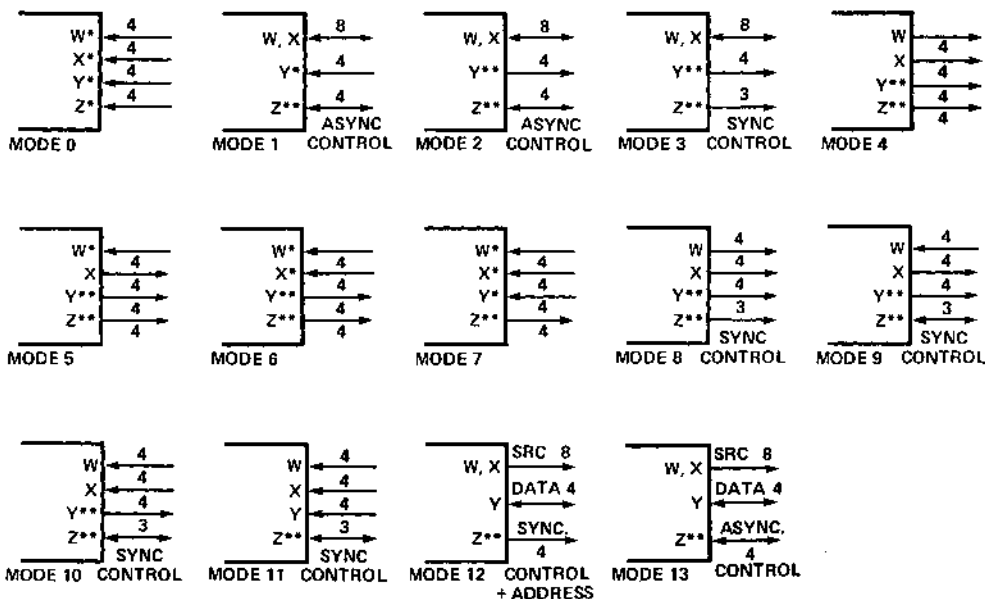 4
W*
4
X*
4
Y*
4
Z*
MODE 0
8
W, X
4
Y*
4
Z**
ASYNC
MODE 1 CONTROL
8
W, X
4
Y**
4
Z**
ASYNC
MODE 2 CONTROL
8
W, X
4
Y**
3
Z**
SYNC
MODE 3 CONTROL
W
4
X
4
Y**
4
Z**
4
MODE 4
W*
4
X
4
Y**
4
Z**
4
MODE 5
W*
4
X*
4
Y**
4
Z**
4
MODE 6
W*
4
X*
4
Y*
4
Z**
4
MODE 7
4
W
4
X
4
Y**
3
Z**
SYNC
MODE 8 CONTROL
4
W
4
X
4
Y**
3
Z**
SYNC
MODE 9 CONTROL
4
W
4
X
4
Y**
3
Z**
SYNC
MODE 10 CONTROL
4
W
4
X
4
Y
3
Z**
SYNC
MODE 11 CONTROL
SRC 8
W, X
DATA 4
Y
SYNC.
Z**
4
MODE 12 CONTROL
+ ADDRESS
SRC 8
W, X
DATA 4
Y
ASYNC.
Z**
4
MODE 13 CONTROL